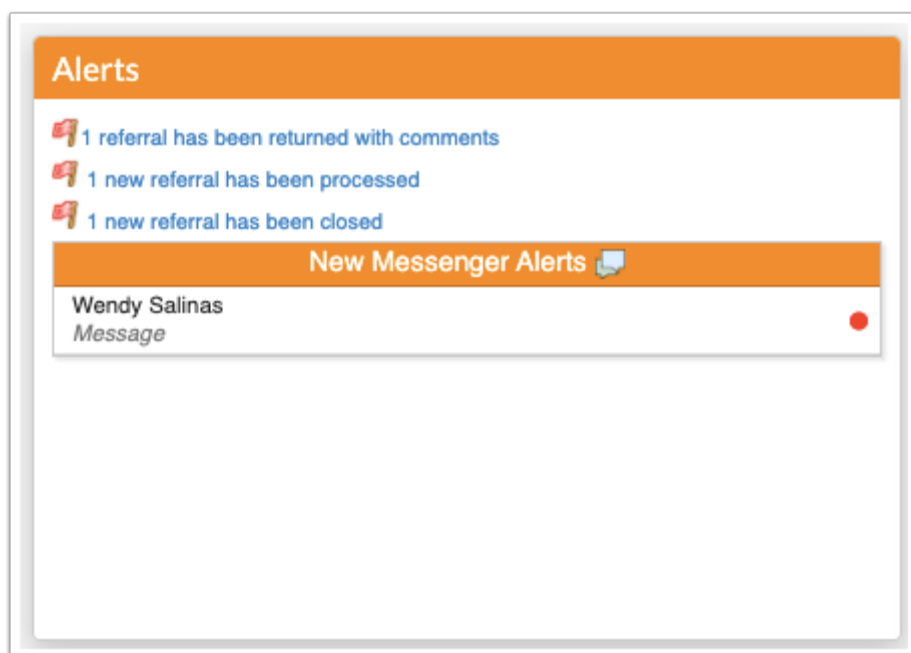 Alerts
1 referral has been returned with comments
1 new referral has been processed
1 new referral has been closed
New Messenger Alerts
Wendy Salinas
Message